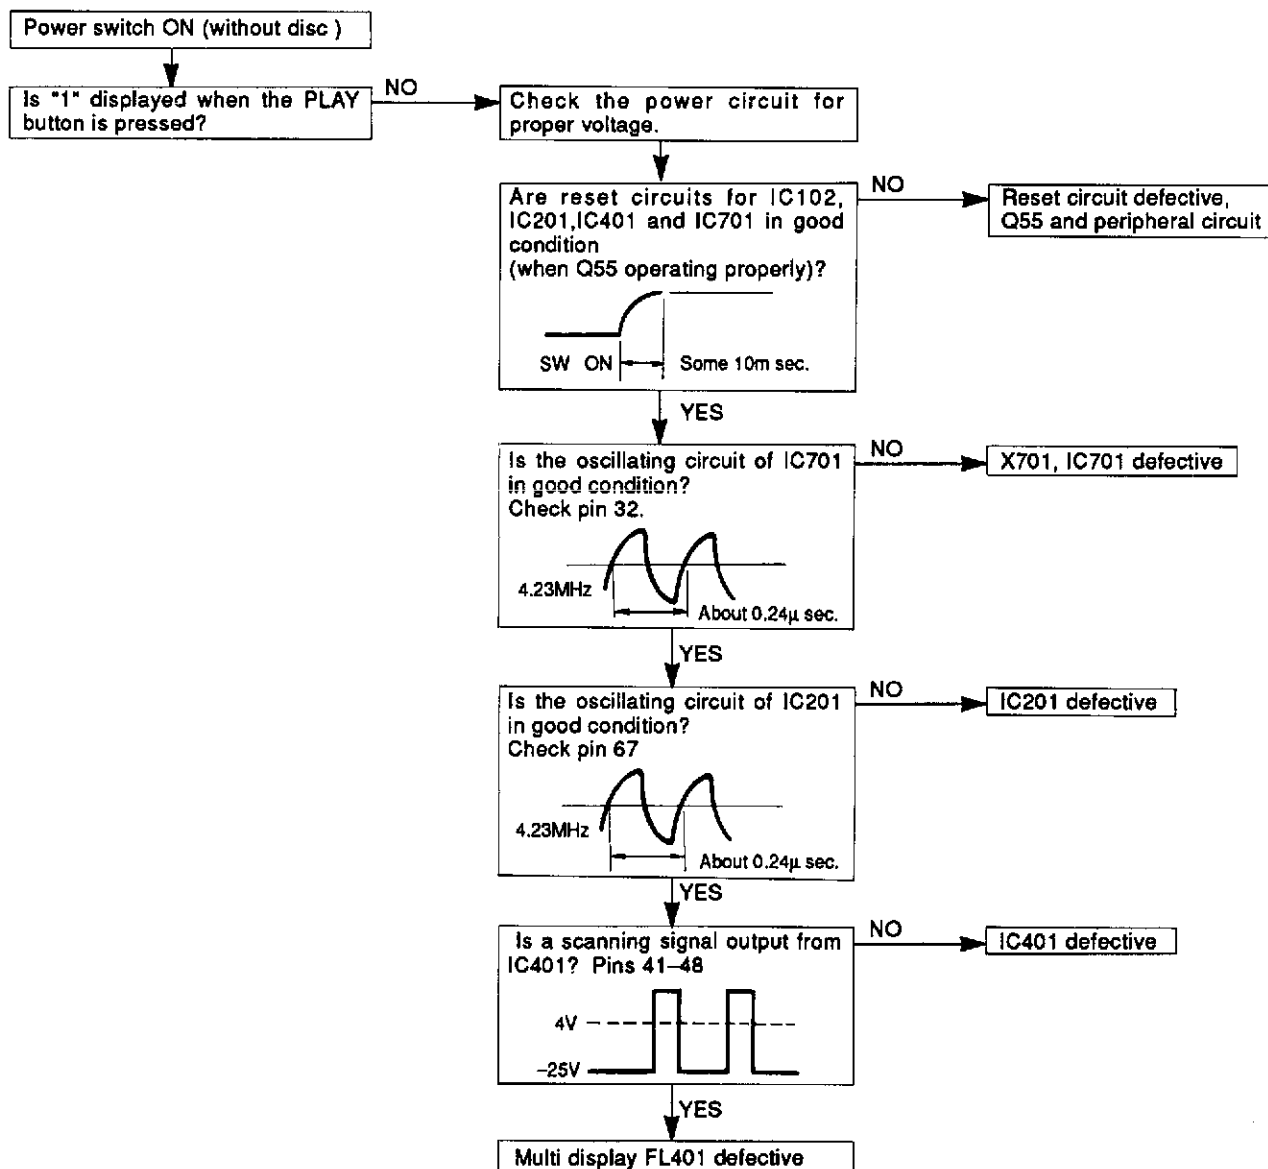 Power switch ON (without disc )
Is "1" displayed when the PLAY
button is pressed?
NO
Check the power circuit for
proper voltage.
Are reset circuits for IC102,
IC201,IC401 and IC701 in good
condition
(when Q55 operating properly)?
SW ON
Some 10m sec.
NO
Reset circuit defective,
Q55 and peripheral circuit
YES
Is the oscillating circuit of IC701
in good condition?
Check pin 32.
4.23MHz
About 0.24μ sec.
NO
X701, IC701 defective
YES
Is the oscillating circuit of IC201
in good condition?
Check pin 67
4.23MHz
About 0.24μ sec.
NO
IC201 defective
YES
Is a scanning signal output from
IC401? Pins 41–48
4V
–25V
NO
IC401 defective
YES
Multi display FL401 defective